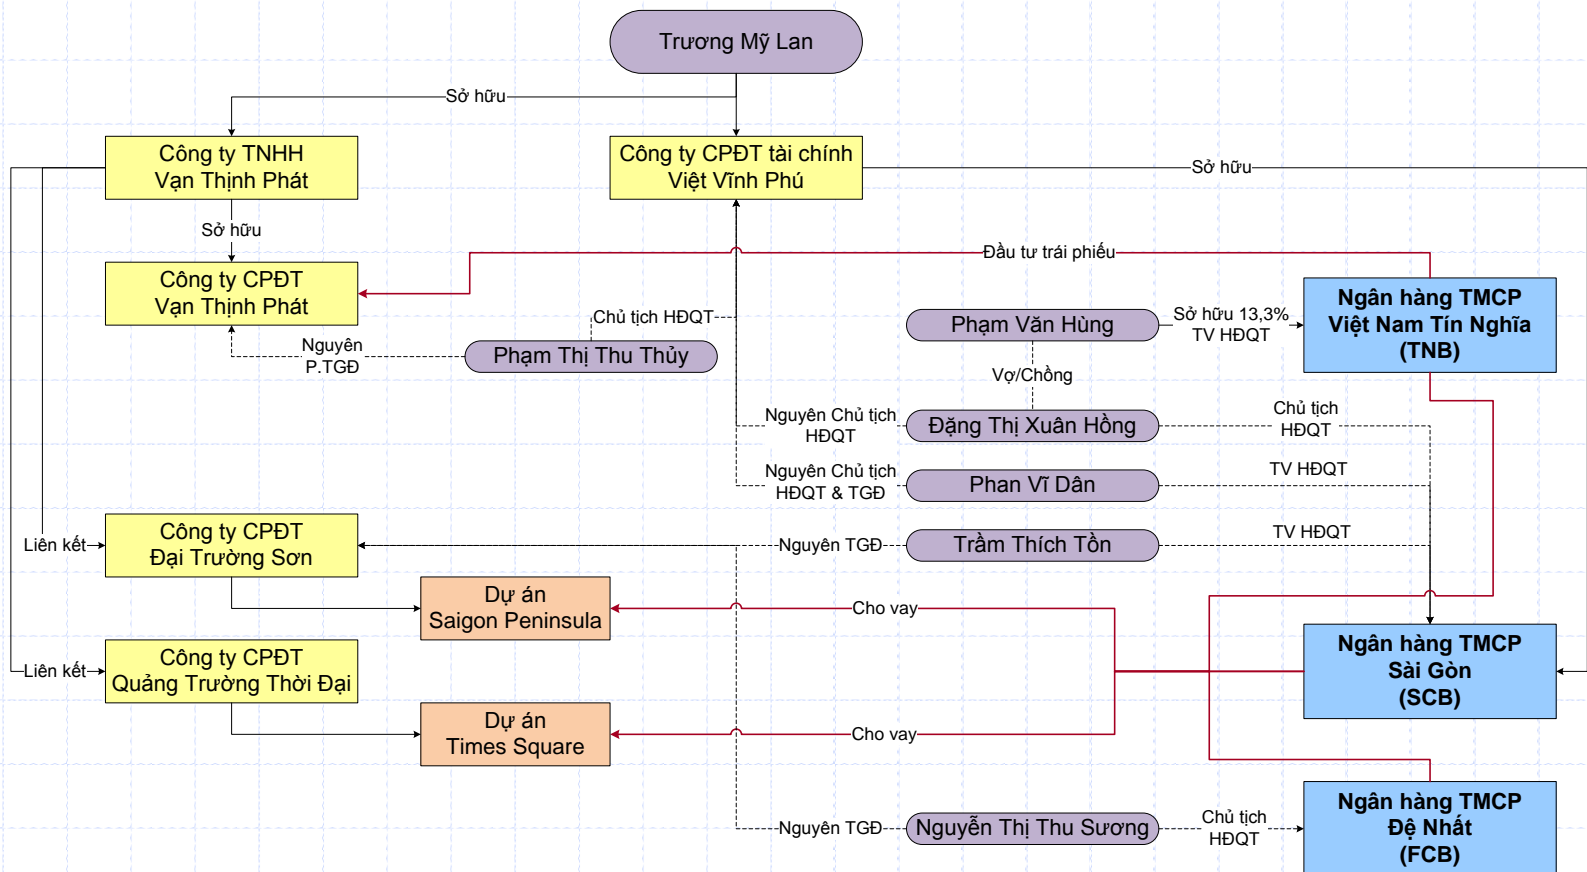 Trương Mỹ Lan
Sở hữu
Công ty TNHH
Vạn Thịnh Phát
Công ty CPĐT tài chính
Việt Vĩnh Phú
Sở hữu
Sở hữu
Đầu tư trái phiếu
Công ty CPĐT
Vạn Thịnh Phát
Ngân hàng TMCP
Việt Nam Tín Nghĩa
(TNB)
Chủ tịch HĐQT
Phạm Văn Hùng
Sở hữu 13,3%
TV HĐQT
Nguyên
P.TGĐ
Phạm Thị Thu Thủy
Vợ/Chồng
Nguyên Chủ tịch
HĐQT
Đặng Thị Xuân Hồng
Chủ tịch
HĐQT
Nguyên Chủ tịch
HĐQT & TGĐ
Phan Vĩ Dân
TV HĐQT
Liên kết
Công ty CPĐT
Đại Trường Sơn
Nguyên TGĐ
Trầm Thích Tồn
TV HĐQT
Dự án
Saigon Peninsula
Cho vay
Liên kết
Công ty CPĐT
Quảng Trường Thời Đại
Ngân hàng TMCP
Sài Gòn
(SCB)
Dự án
Times Square
Cho vay
Nguyên TGĐ
Nguyễn Thị Thu Sương
Chủ tịch
HĐQT
Ngân hàng TMCP
Đệ Nhất
(FCB)